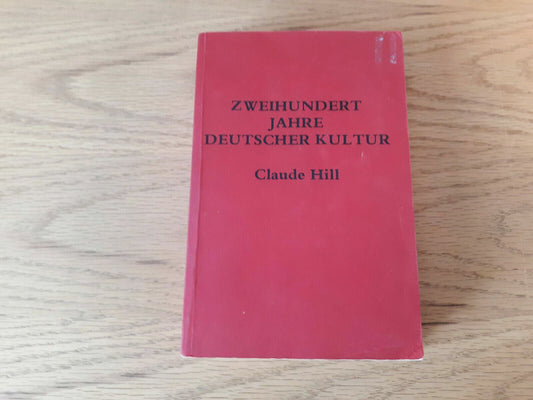 ZWEIHUNDERT
JAHRE
DEUTSCHER KULTUR
Claude Hill